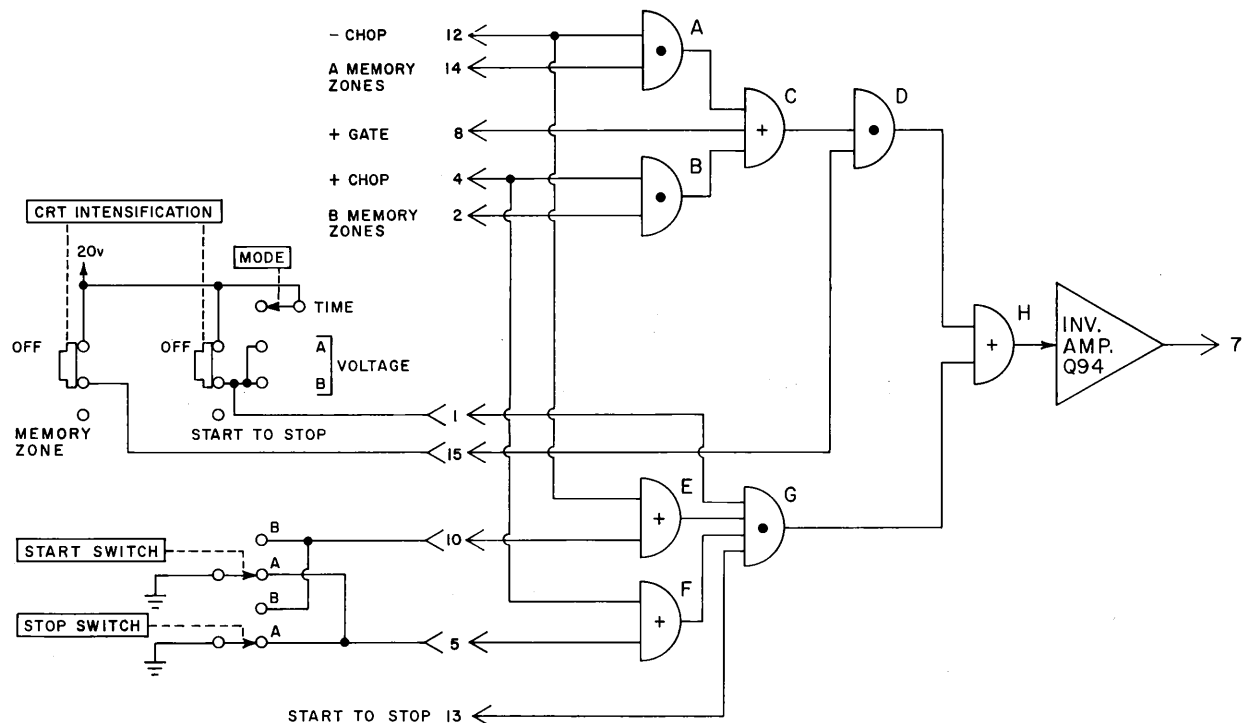 - CHOP 12
A MEMORY 14
ZONES
+ GATE 8
+ CHOP 4
B MEMORY 2
ZONES
A
B
C
D
CRT INTENSIFICATION
20v
MODE
TIME
OFF
OFF
A
B
VOLTAGE
MEMORY
ZONE
START TO STOP
1
15
H
INV.
AMP.
Q94
7
E
F
G
START SWITCH
B
A
10
STOP SWITCH
B
A
5
START TO STOP 13